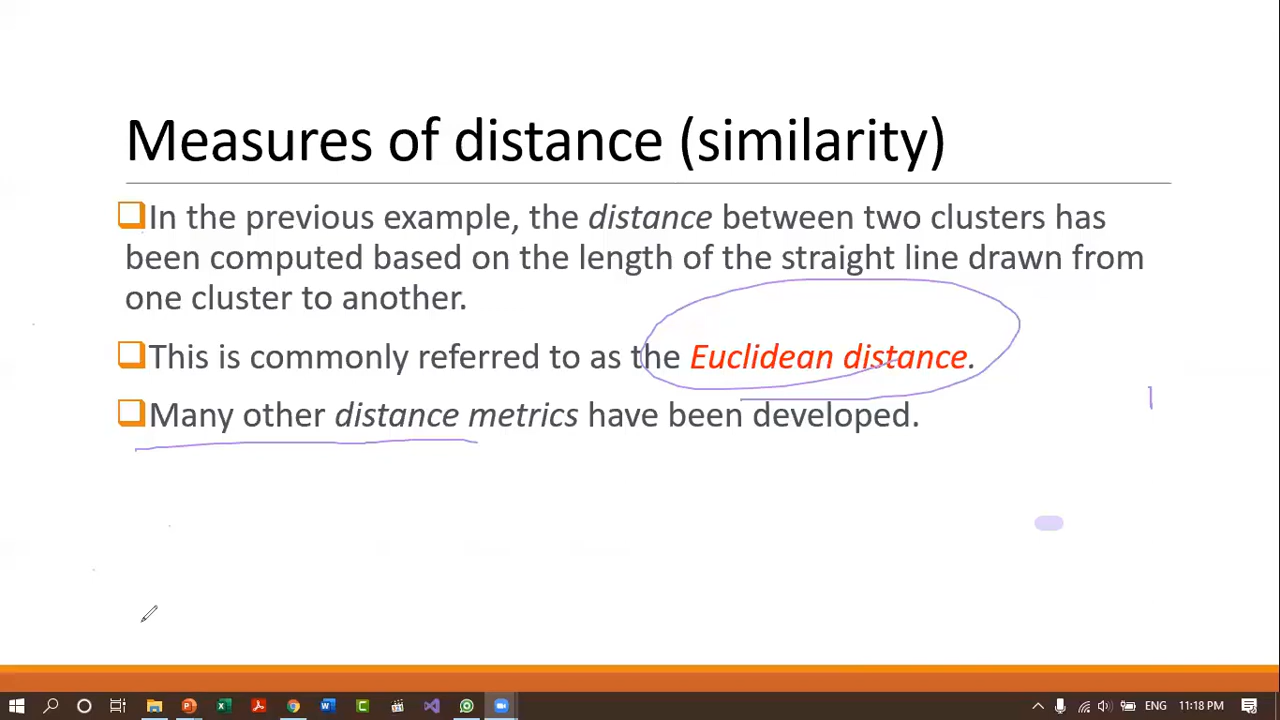 Measures of distance (similarity)
In the previous example, the distance between two clusters has
been computed based on the length of the straight line drawn from
one cluster to another.
This is commonly referred to as the Euclidean distance.
Many other distance metrics have been developed.
ENG 11:18 PM